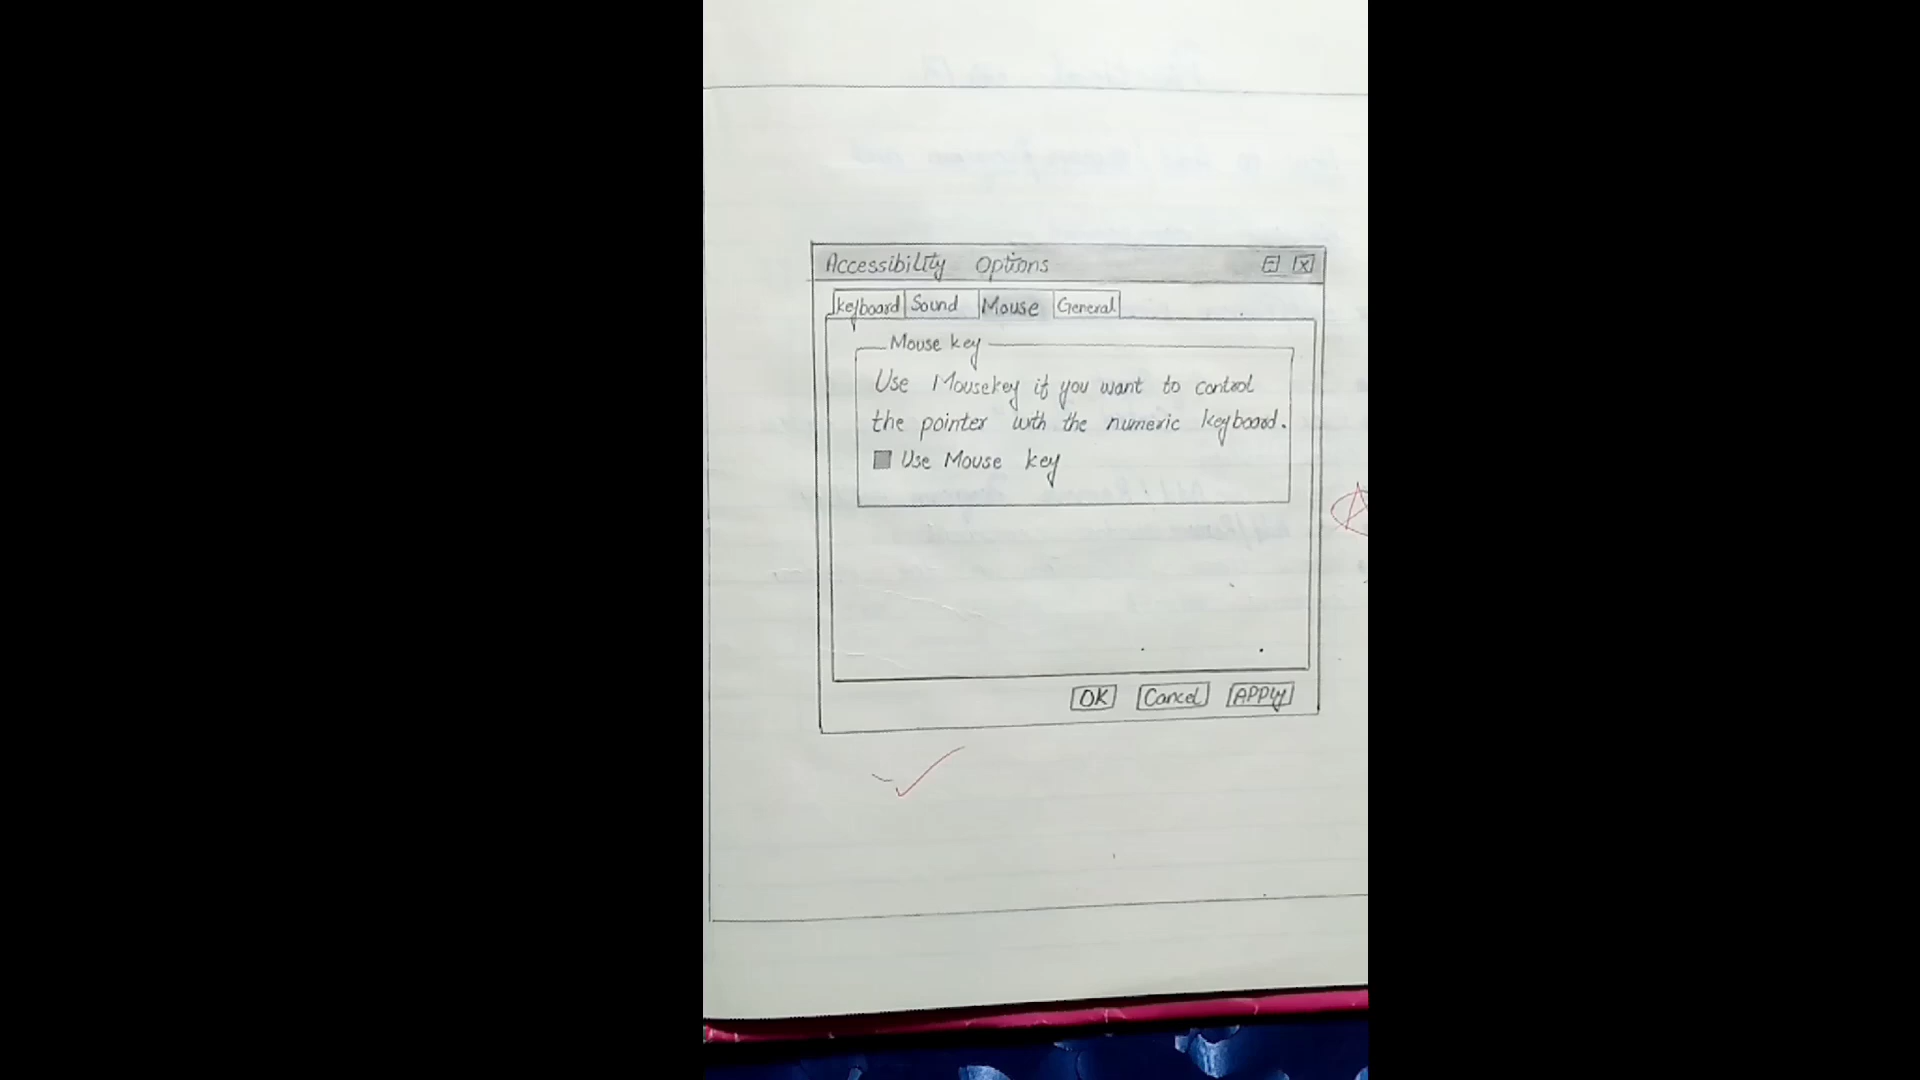 Accessibility Options
Keyboard Sound Mouse General
Mouse key
Use Mousekey if you want to control
the pointer with the numeric keyboard.
Use Mouse key
OK Cancel APPly